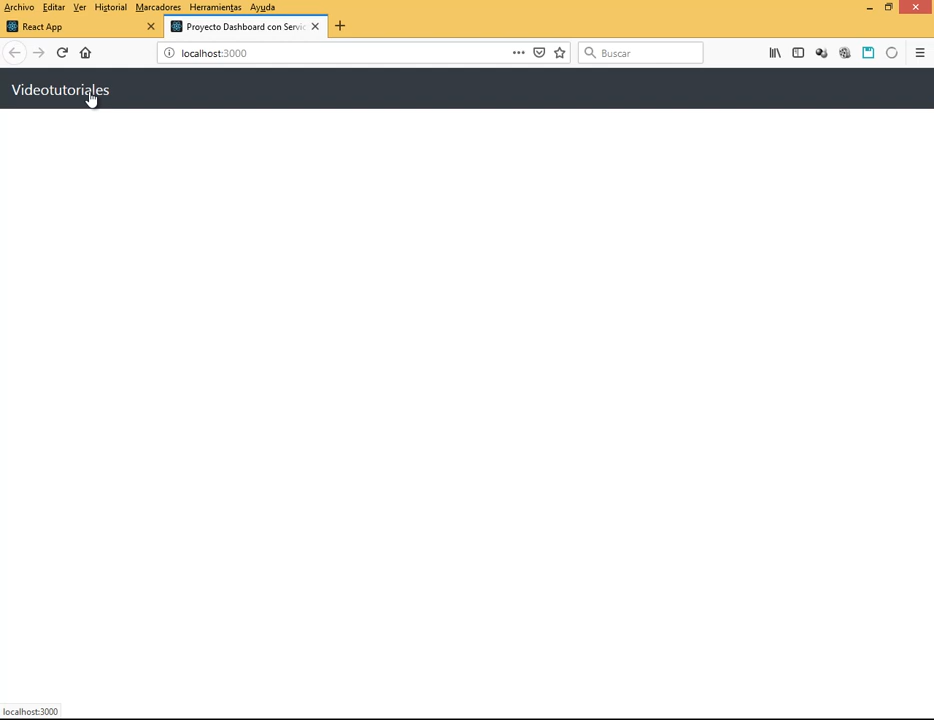 Archivo Editar Ver Historial Marcadores Herramientas Ayuda
React App
Proyecto Dashboard con Servic
localhost:3000
Buscar
Videotutoriales
localhost:3000